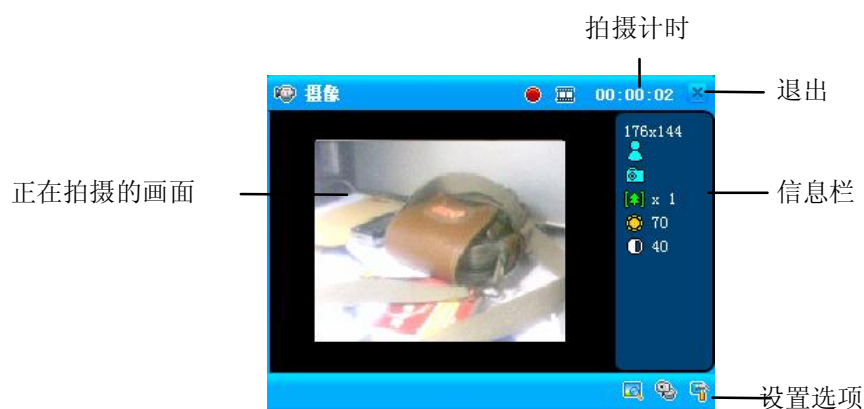 拍摄计时
摄像
00:00:02
退出
176x144
正在拍摄的画面
信息栏
x 1
70
40
设置选项